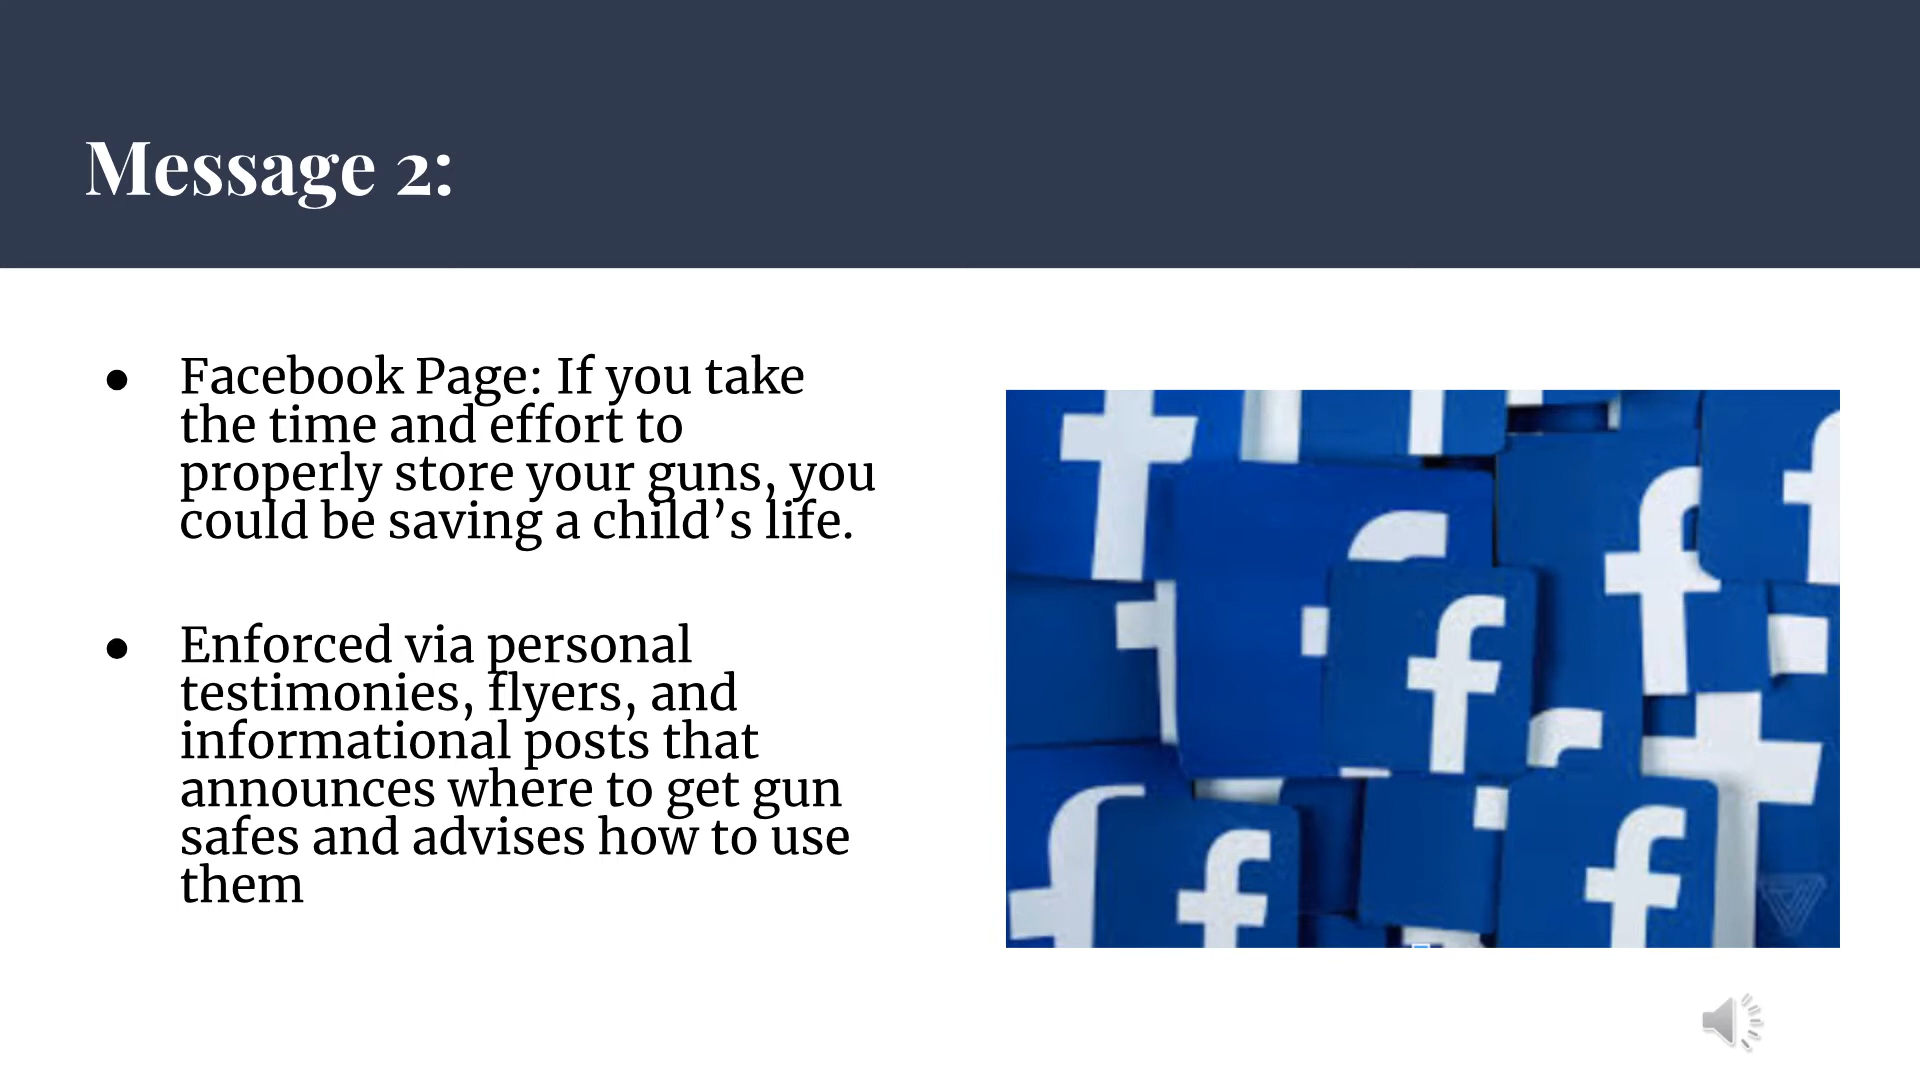 Message 2:
● Facebook Page: If you take
the time and effort to
properly store your guns, you
could be saving a child’s life.
● Enforced via personal
testimonies, flyers, and
informational posts that
announces where to get gun
safes and advises how to use
them